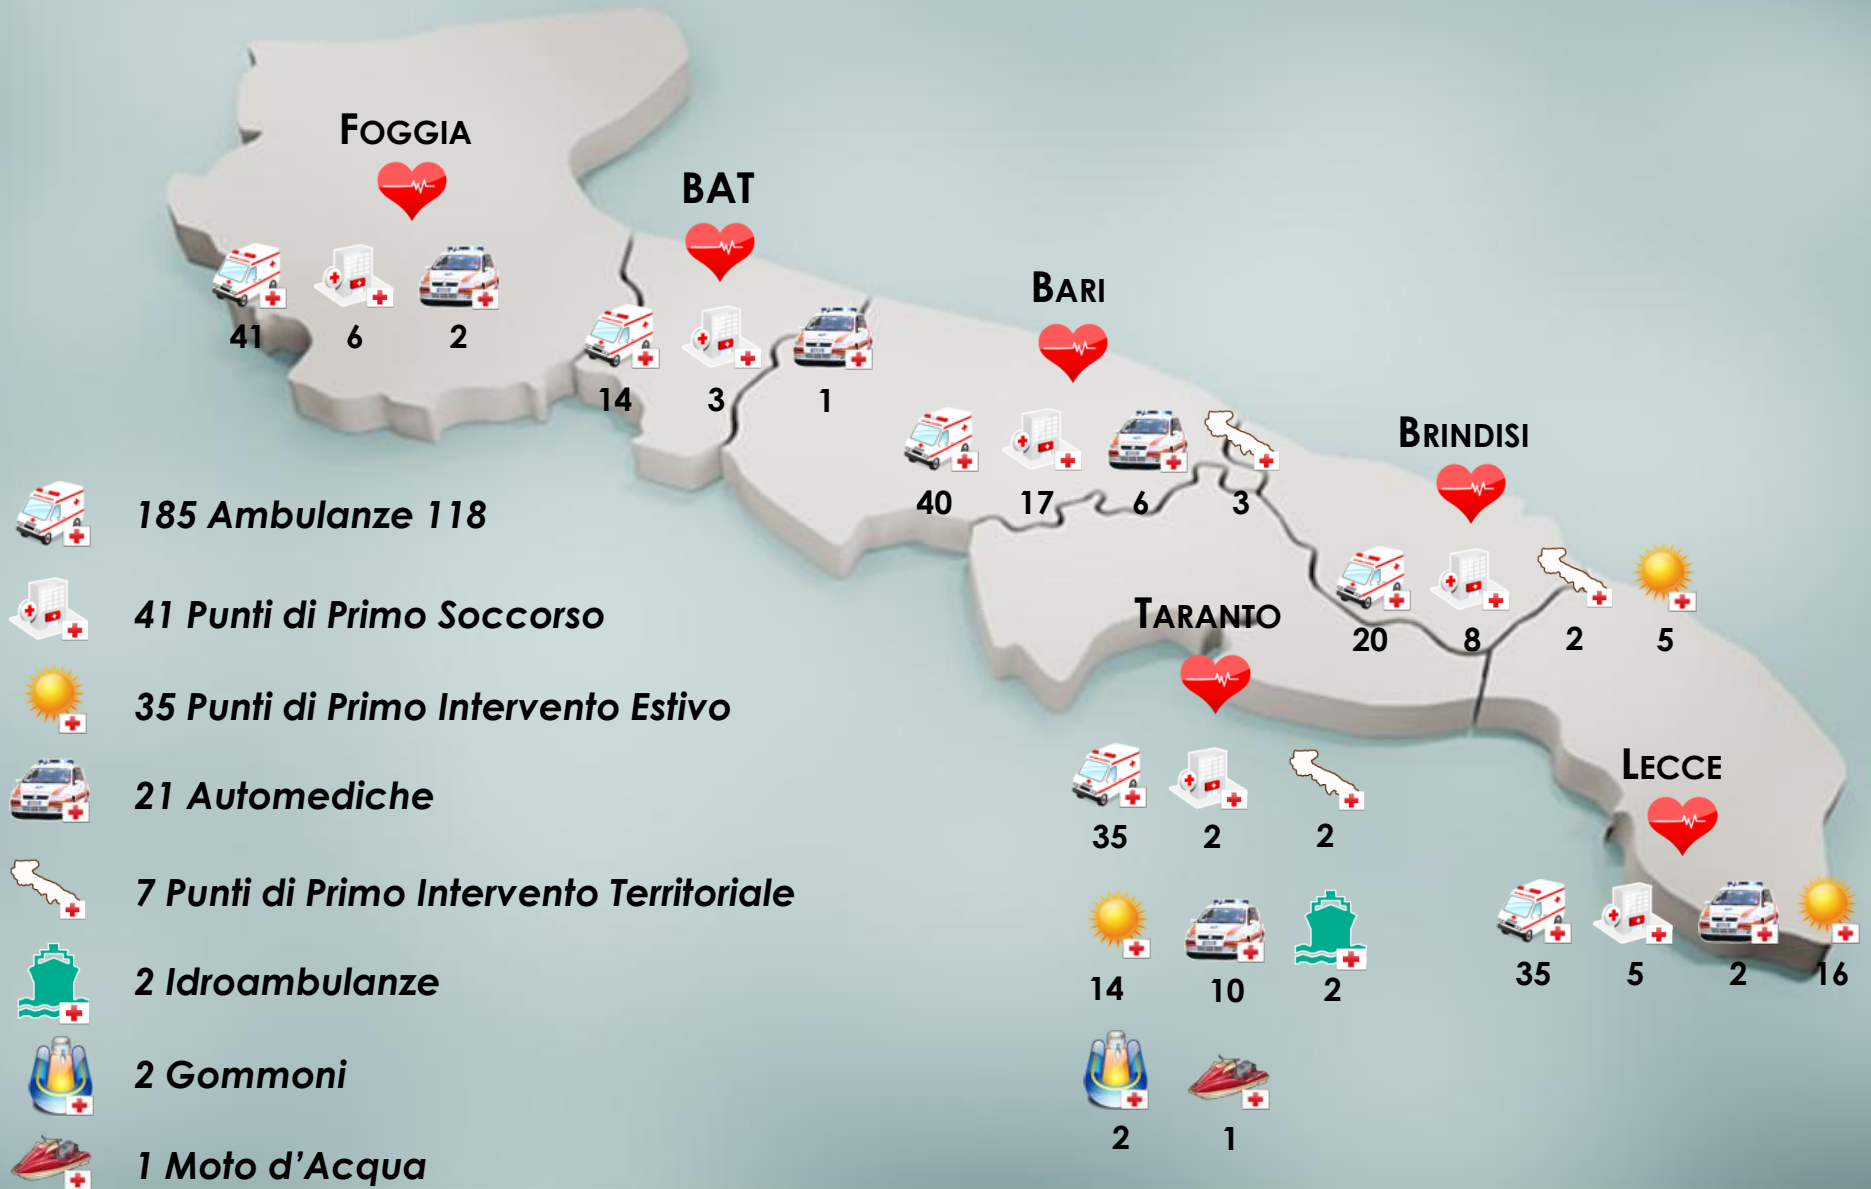 FOGGIA
41 6 2
BAT
14 3 1
BARI
40 17 6 3
BRINDISI
20 8 2 5
TARANTO
35 2 2
14 10 2
2 1
LECCE
35 5 2 16
185 Ambulanze 118
41 Punti di Primo Soccorso
35 Punti di Primo Intervento Estivo
21 Automediche
7 Punti di Primo Intervento Territoriale
2 Idroambulanze
2 Gommoni
1 Moto d'Acqua